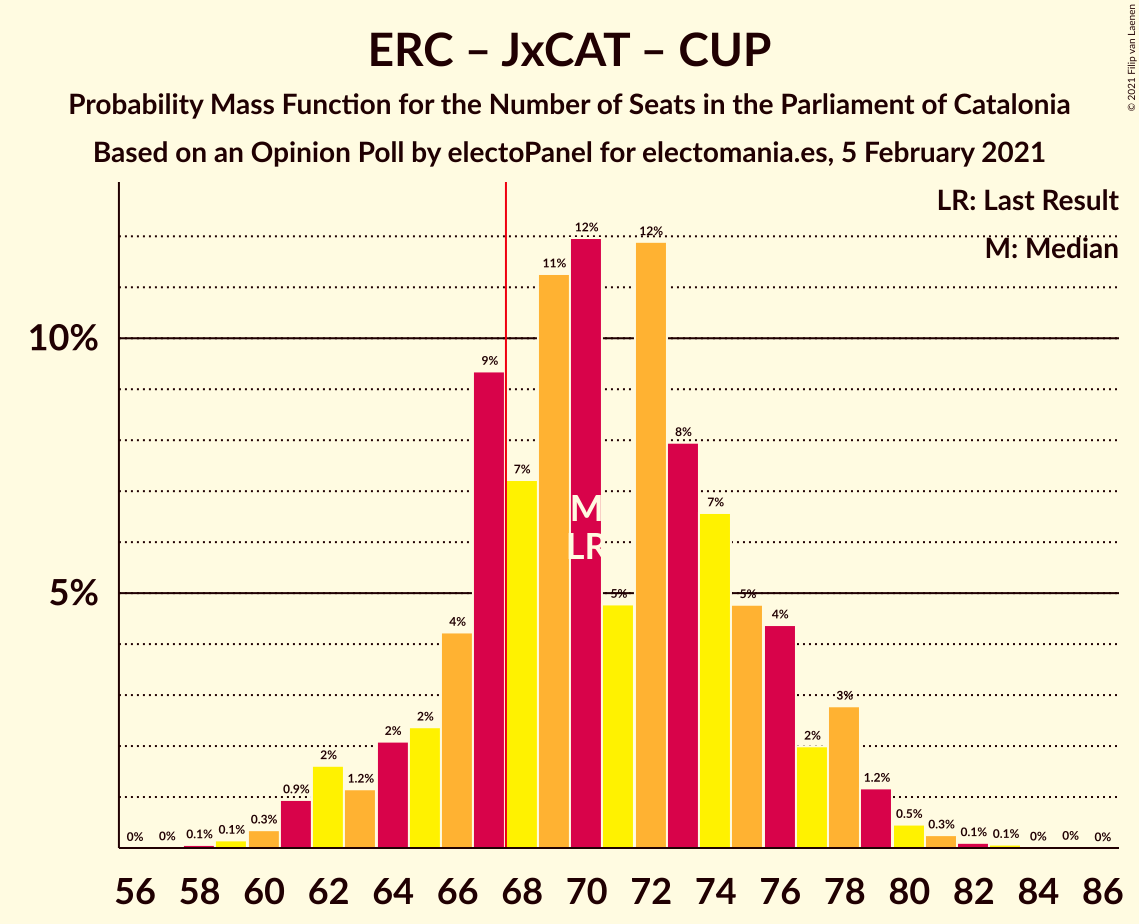 ERC – JxCAT – CUP
Probability Mass Function for the Number of Seats in the Parliament of Catalonia
Based on an Opinion Poll by electoPanel for electomania.es, 5 February 2021
© 2021 Filip van Laenen
LR: Last Result
M: Median
10%
5%
0% 0% 0.1% 0.1% 0.3% 0.9% 2% 1.2% 2% 2% 4% 9% 7% 11% 12% 5% 12% 8% 7% 5% 4% 2% 3% 1.2% 0.5% 0.3% 0.1% 0.1% 0% 0% 0%
M
LR
56 58 60 62 64 66 68 70 72 74 76 78 80 82 84 86